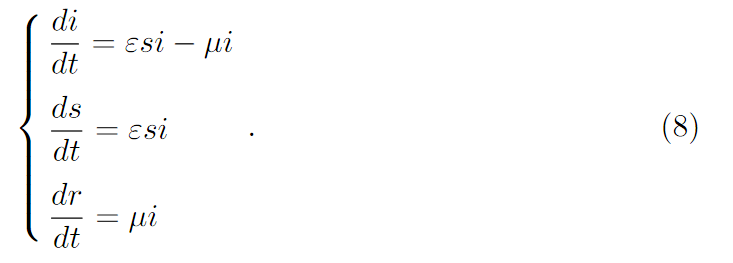 di/dt = εsi − μi
ds/dt = εsi . (8)
dr/dt = μi